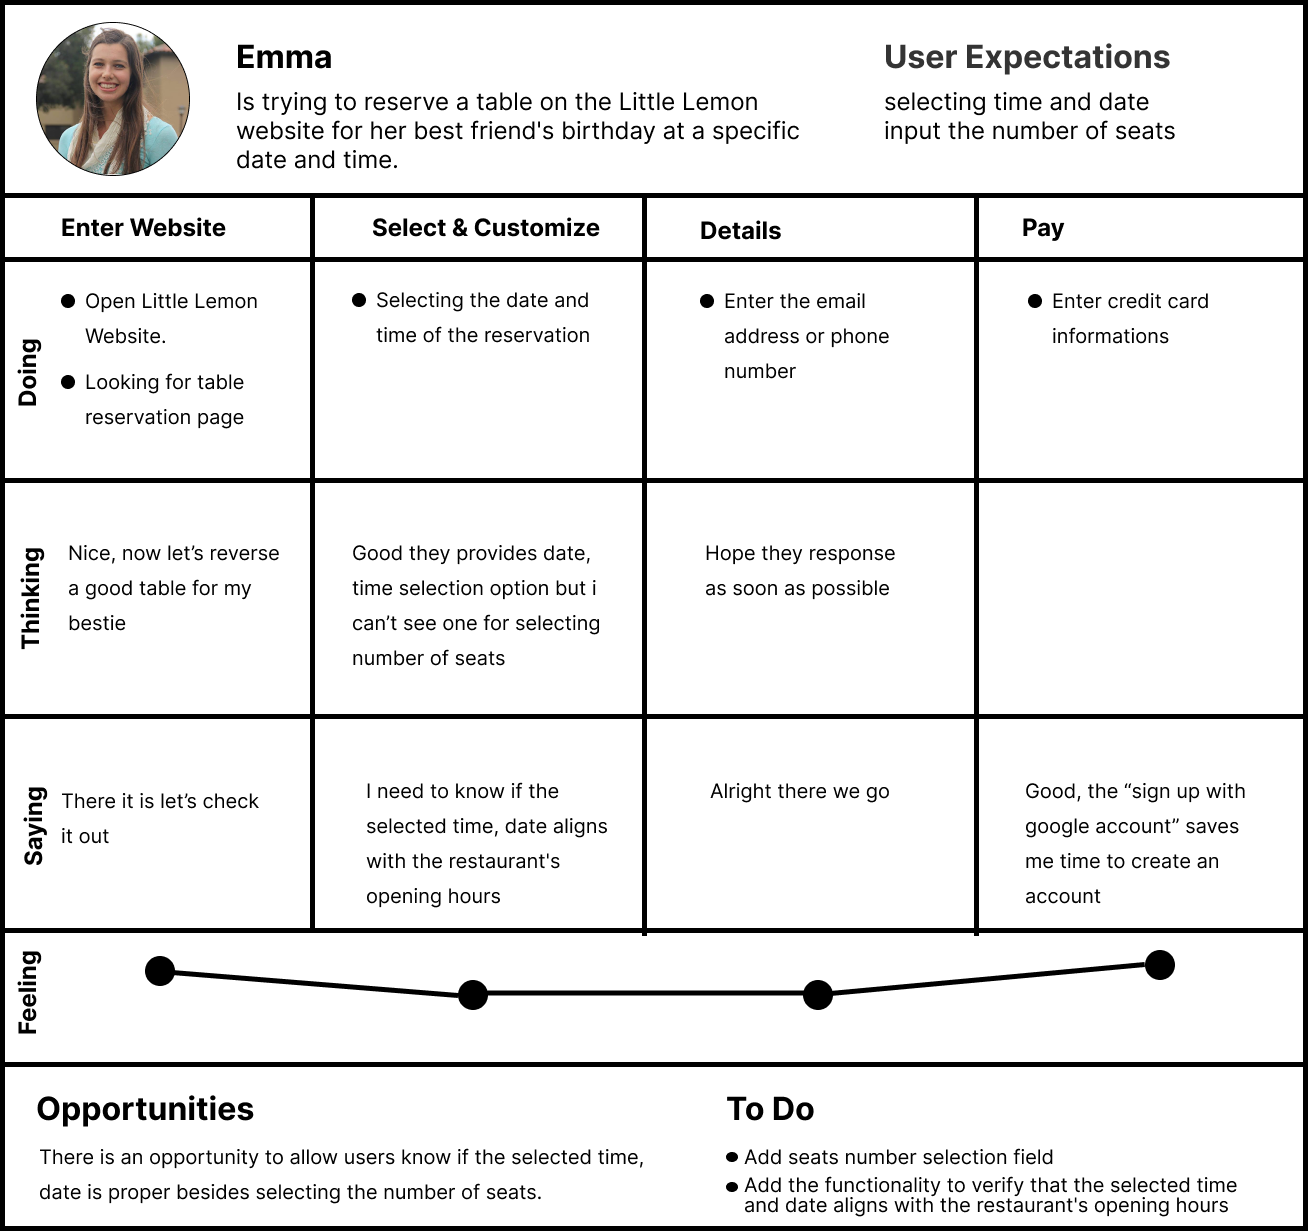 Emma
Is trying to reserve a table on the Little Lemon
website for her best friend's birthday at a specific
date and time.
User Expectations
selecting time and date
input the number of seats
Enter Website
Select & Customize
Details
Pay
Doing
Open Little Lemon
Website.
Looking for table
reservation page
Selecting the date and
time of the reservation
Enter the email
address or phone
number
Enter credit card
informations
Thinking
Nice, now let’s reverse
a good table for my
bestie
Good they provides date,
time selection option but i
can’t see one for selecting
number of seats
Hope they response
as soon as possible
Saying
There it is let’s check
it out
I need to know if the
selected time, date aligns
with the restaurant's
opening hours
Alright there we go
Good, the “sign up with
google account” saves
me time to create an
account
Feeling
Opportunities
There is an opportunity to allow users know if the selected time,
date is proper besides selecting the number of seats.
To Do
Add seats number selection field
Add the functionality to verify that the selected time
and date aligns with the restaurant's opening hours